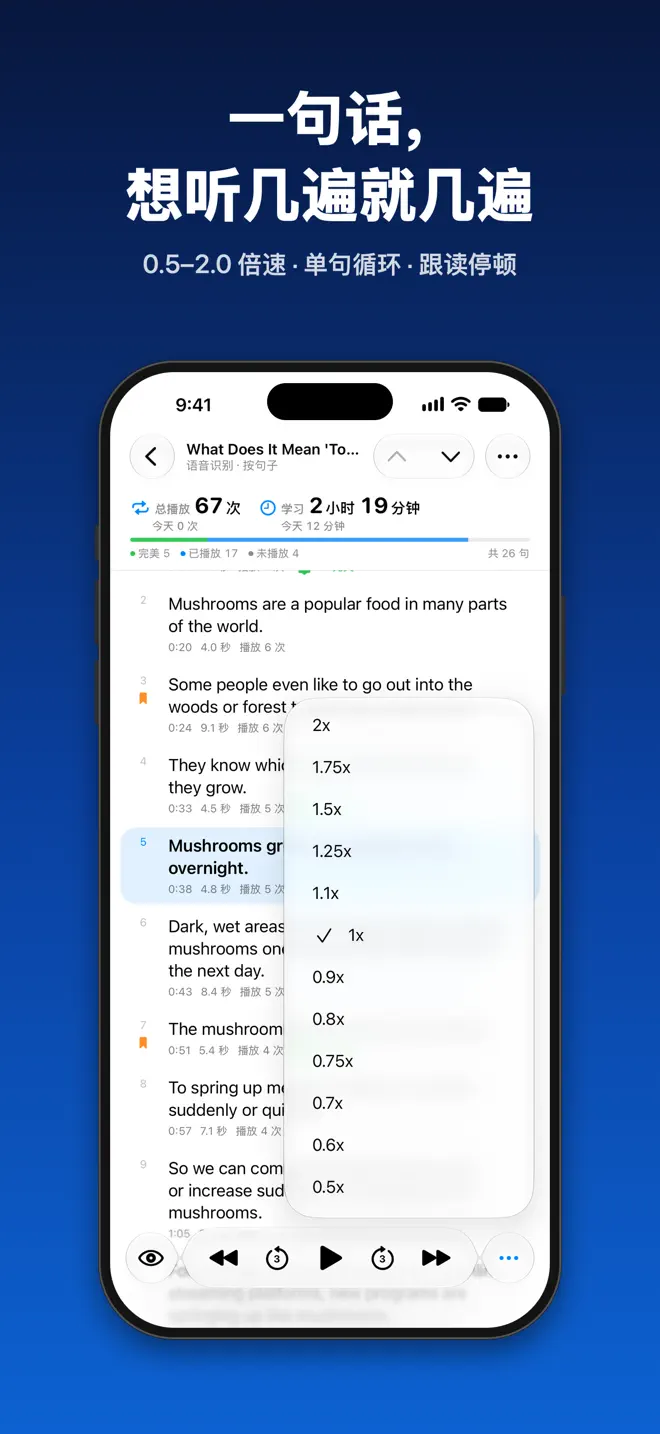 一句话，
想听几遍就几遍
0.5–2.0 倍速 · 单句循环 · 跟读停顿
9:41
What Does It Mean 'To...
语音识别 · 按句子
总播放 67 次
今天 0 次
学习 2 小时 19 分钟
今天 12 分钟
完美 5 已播放 17 未播放 4
共 26 句
2
Mushrooms are a popular food in many parts
of the world.
0:20 4.0 秒 播放 6 次
3
Some people even like to go out into the
woods or forest
0:24 9.1 秒 播放 6 次
4
They know
they grow.
0:33 4.5 秒 播放 5 次
5
Mushrooms
overnight.
0:38 4.8 秒 播放 5 次
6
Dark, wet areas
mushrooms
the next day.
0:43 8.4 秒 播放 5 次
7
The mushroom
0:51 5.4 秒 播放 4 次
8
To spring up
suddenly or
0:57 7.1 秒 播放 4 次
9
So we can
or increase
mushrooms.
1:05
2x
1.75x
1.5x
1.25x
1.1x
1x
0.9x
0.8x
0.75x
0.7x
0.6x
0.5x
3
3